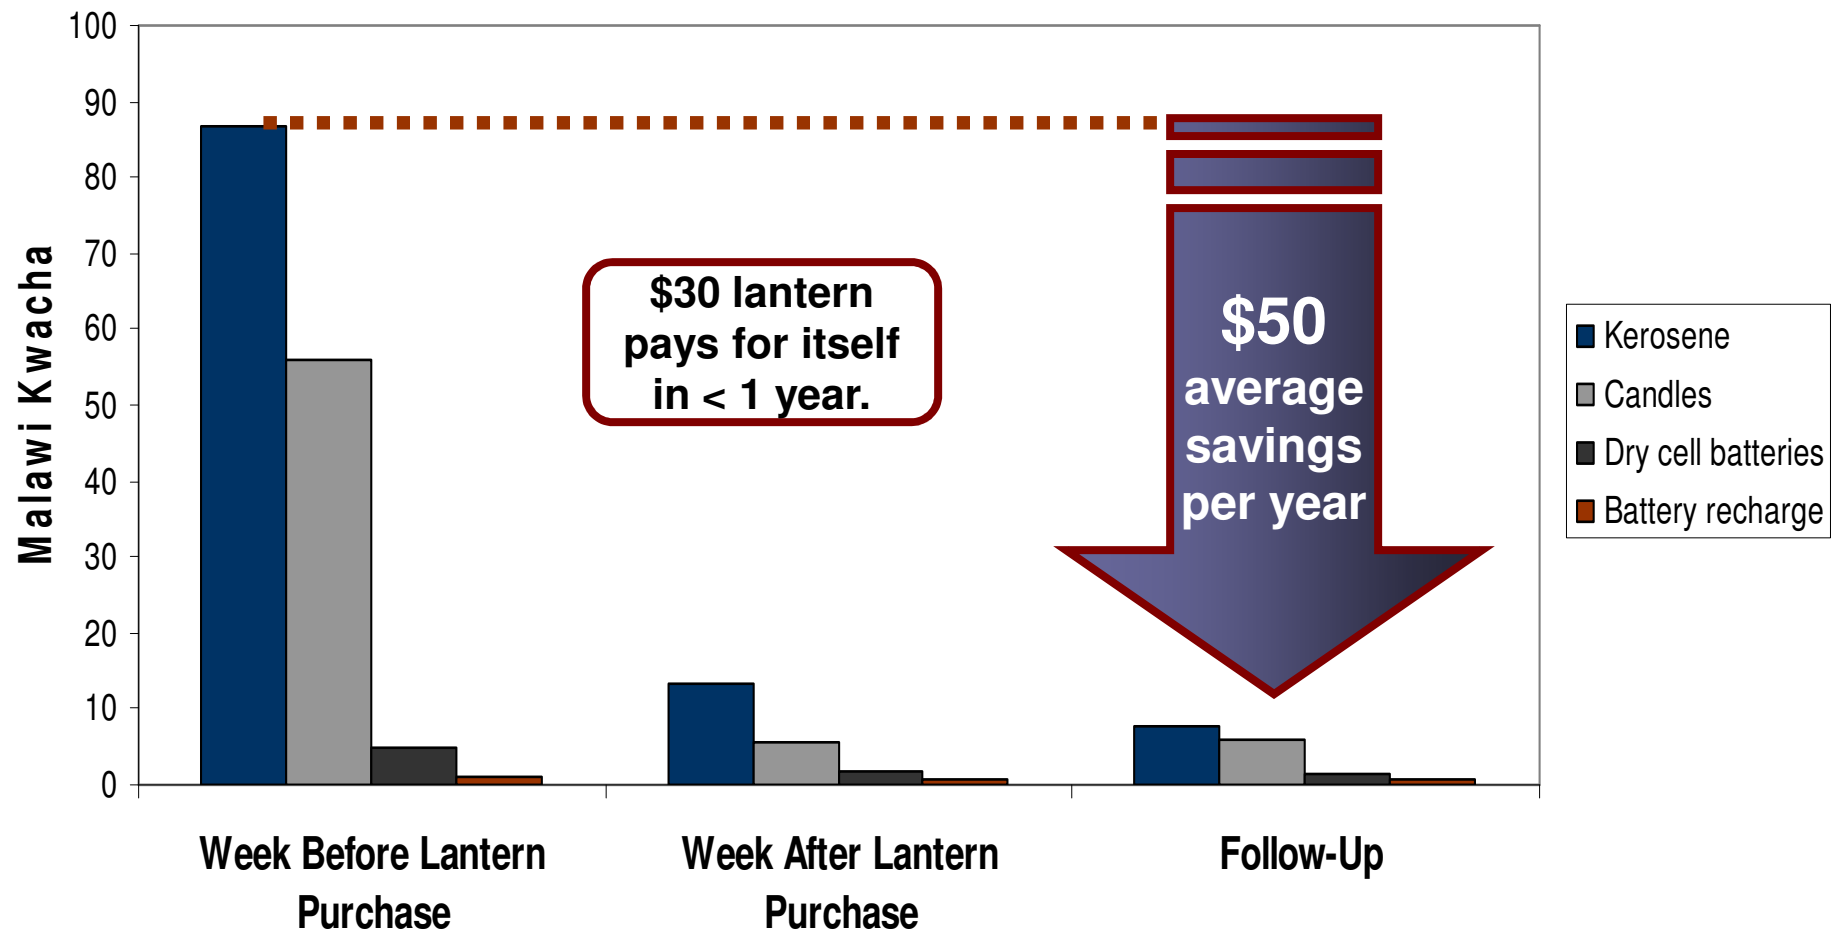 Malawi Kwacha
100
90
80
70
60
50
40
30
20
10
0
$30 lantern
pays for itself
in < 1 year.
$50
average
savings
per year
Kerosene
Candles
Dry cell batteries
Battery recharge
Week Before Lantern
Purchase
Week After Lantern
Purchase
Follow-Up